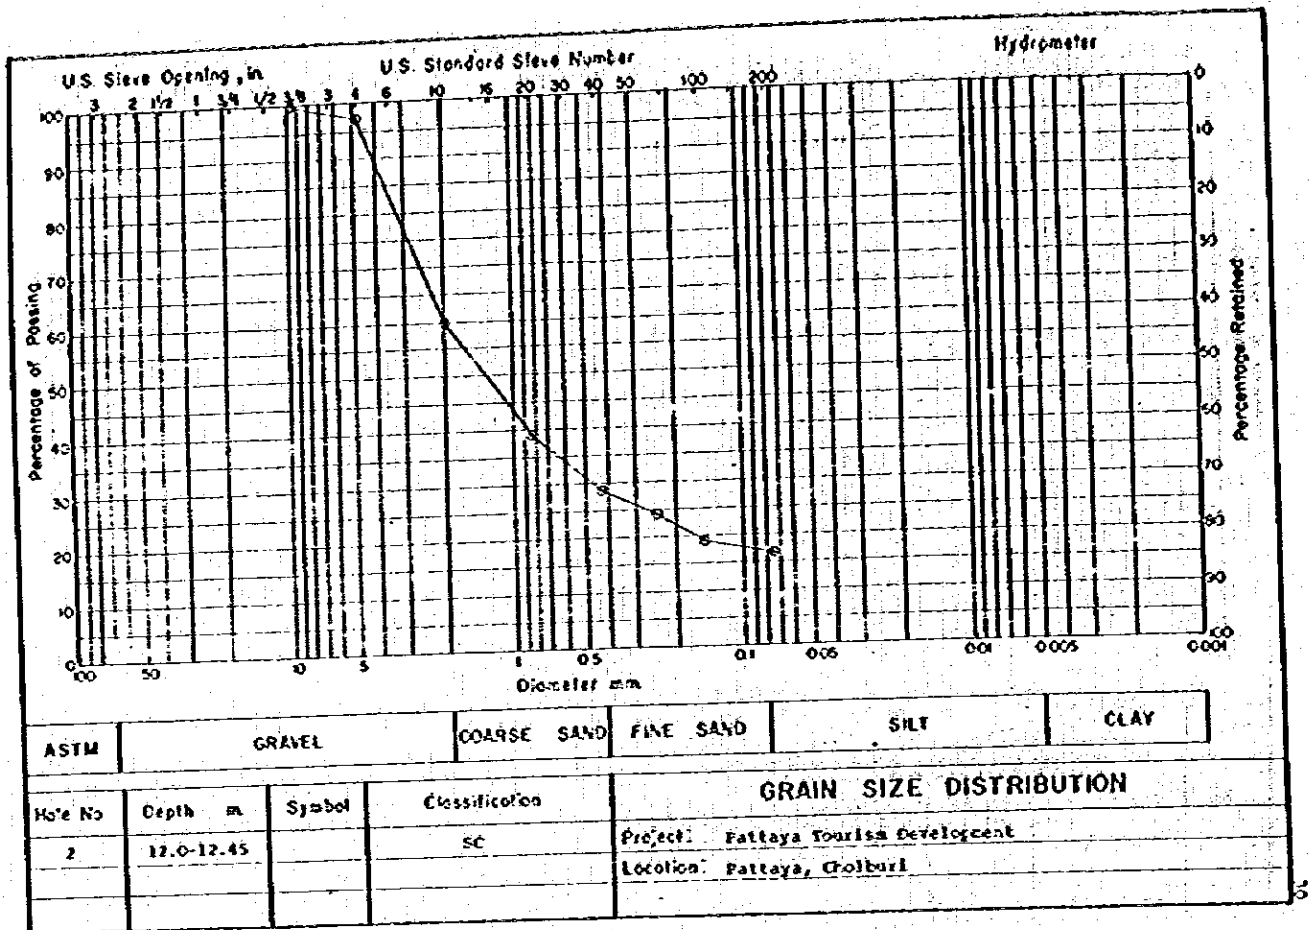 Hydrometer
U.S. Sieve Opening, in. U.S. Standard Sieve Number
3 2 1½ 1 3/4 1/2 3/8 3 4 6 10 16 20 30 40 50 100 200
100 90 80 70 60 50 40 30 20 10 0
Percentage of Passing
0 10 20 30 40 50 60 70 80 90 100
Percentage Retained
100 50 10 5 1 0.5 0.1 0.05 0.01 0.005 0.001
Diameter mm.
ASTM GRAVEL COARSE SAND FINE SAND SILT CLAY
Hole No Depth m. Symbol Classification GRAIN SIZE DISTRIBUTION
2 12.0-12.45 SC Project: Pattaya Tourism Development
Location: Pattaya, Cholburi